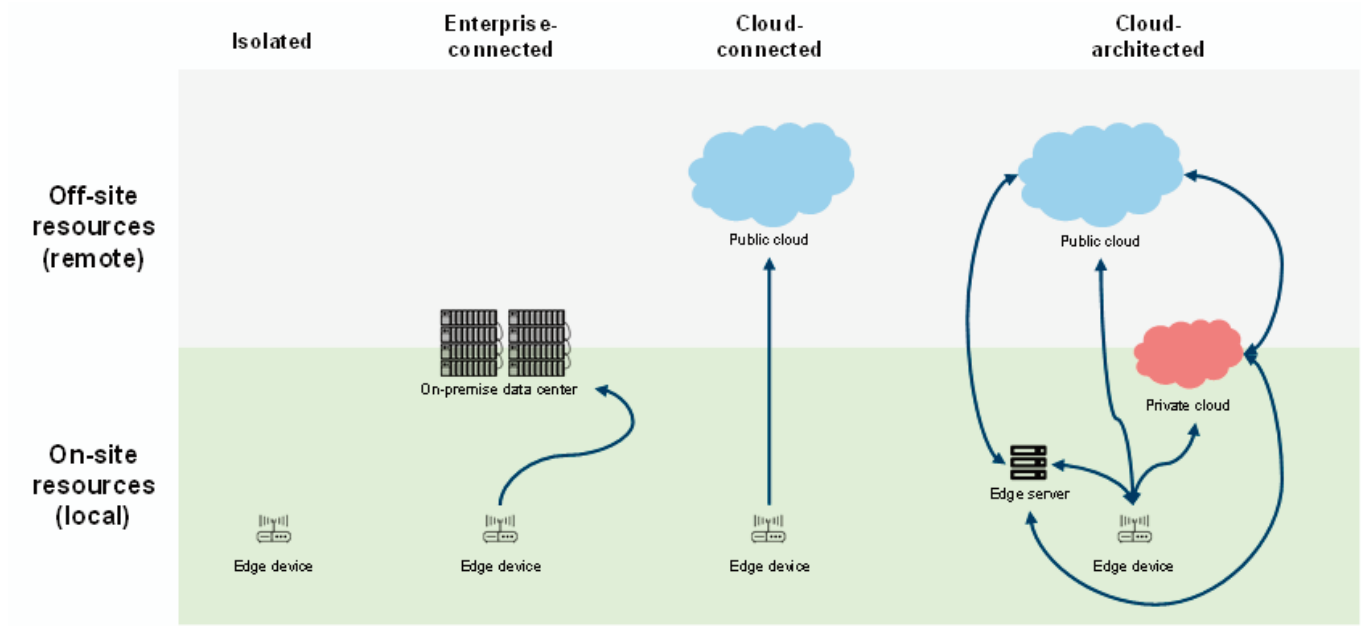 Isolated
Enterprise-
connected
Cloud-
connected
Cloud-
architected
Off-site
resources
(remote)
Public cloud
Public cloud
On-premise data center
Private cloud
On-site
resources
(local)
Edge server
Edge device
Edge device
Edge device
Edge device